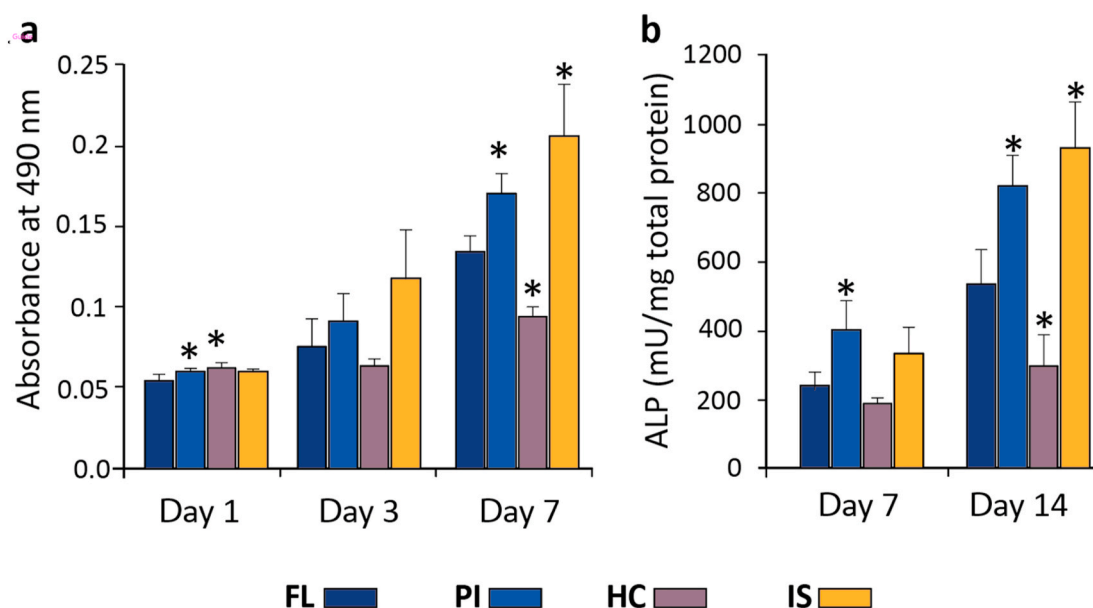 a
Absorbance at 490 nm
0.25
0.2
0.15
0.1
0.05
0.0
* * * * *
Day 1 Day 3 Day 7
b
ALP (mU/mg total protein)
1200
1000
800
600
400
200
0
* * * *
Day 7 Day 14
FL PI HC IS